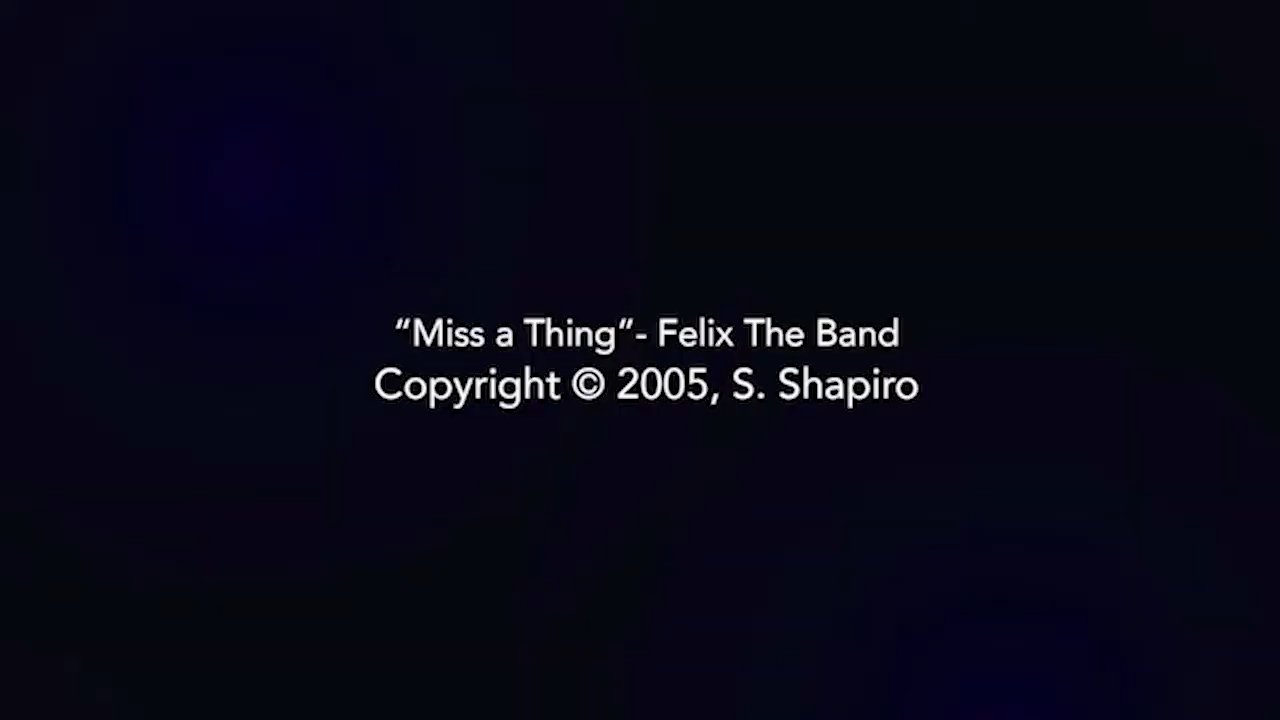 “Miss a Thing”- Felix The Band
Copyright © 2005, S. Shapiro